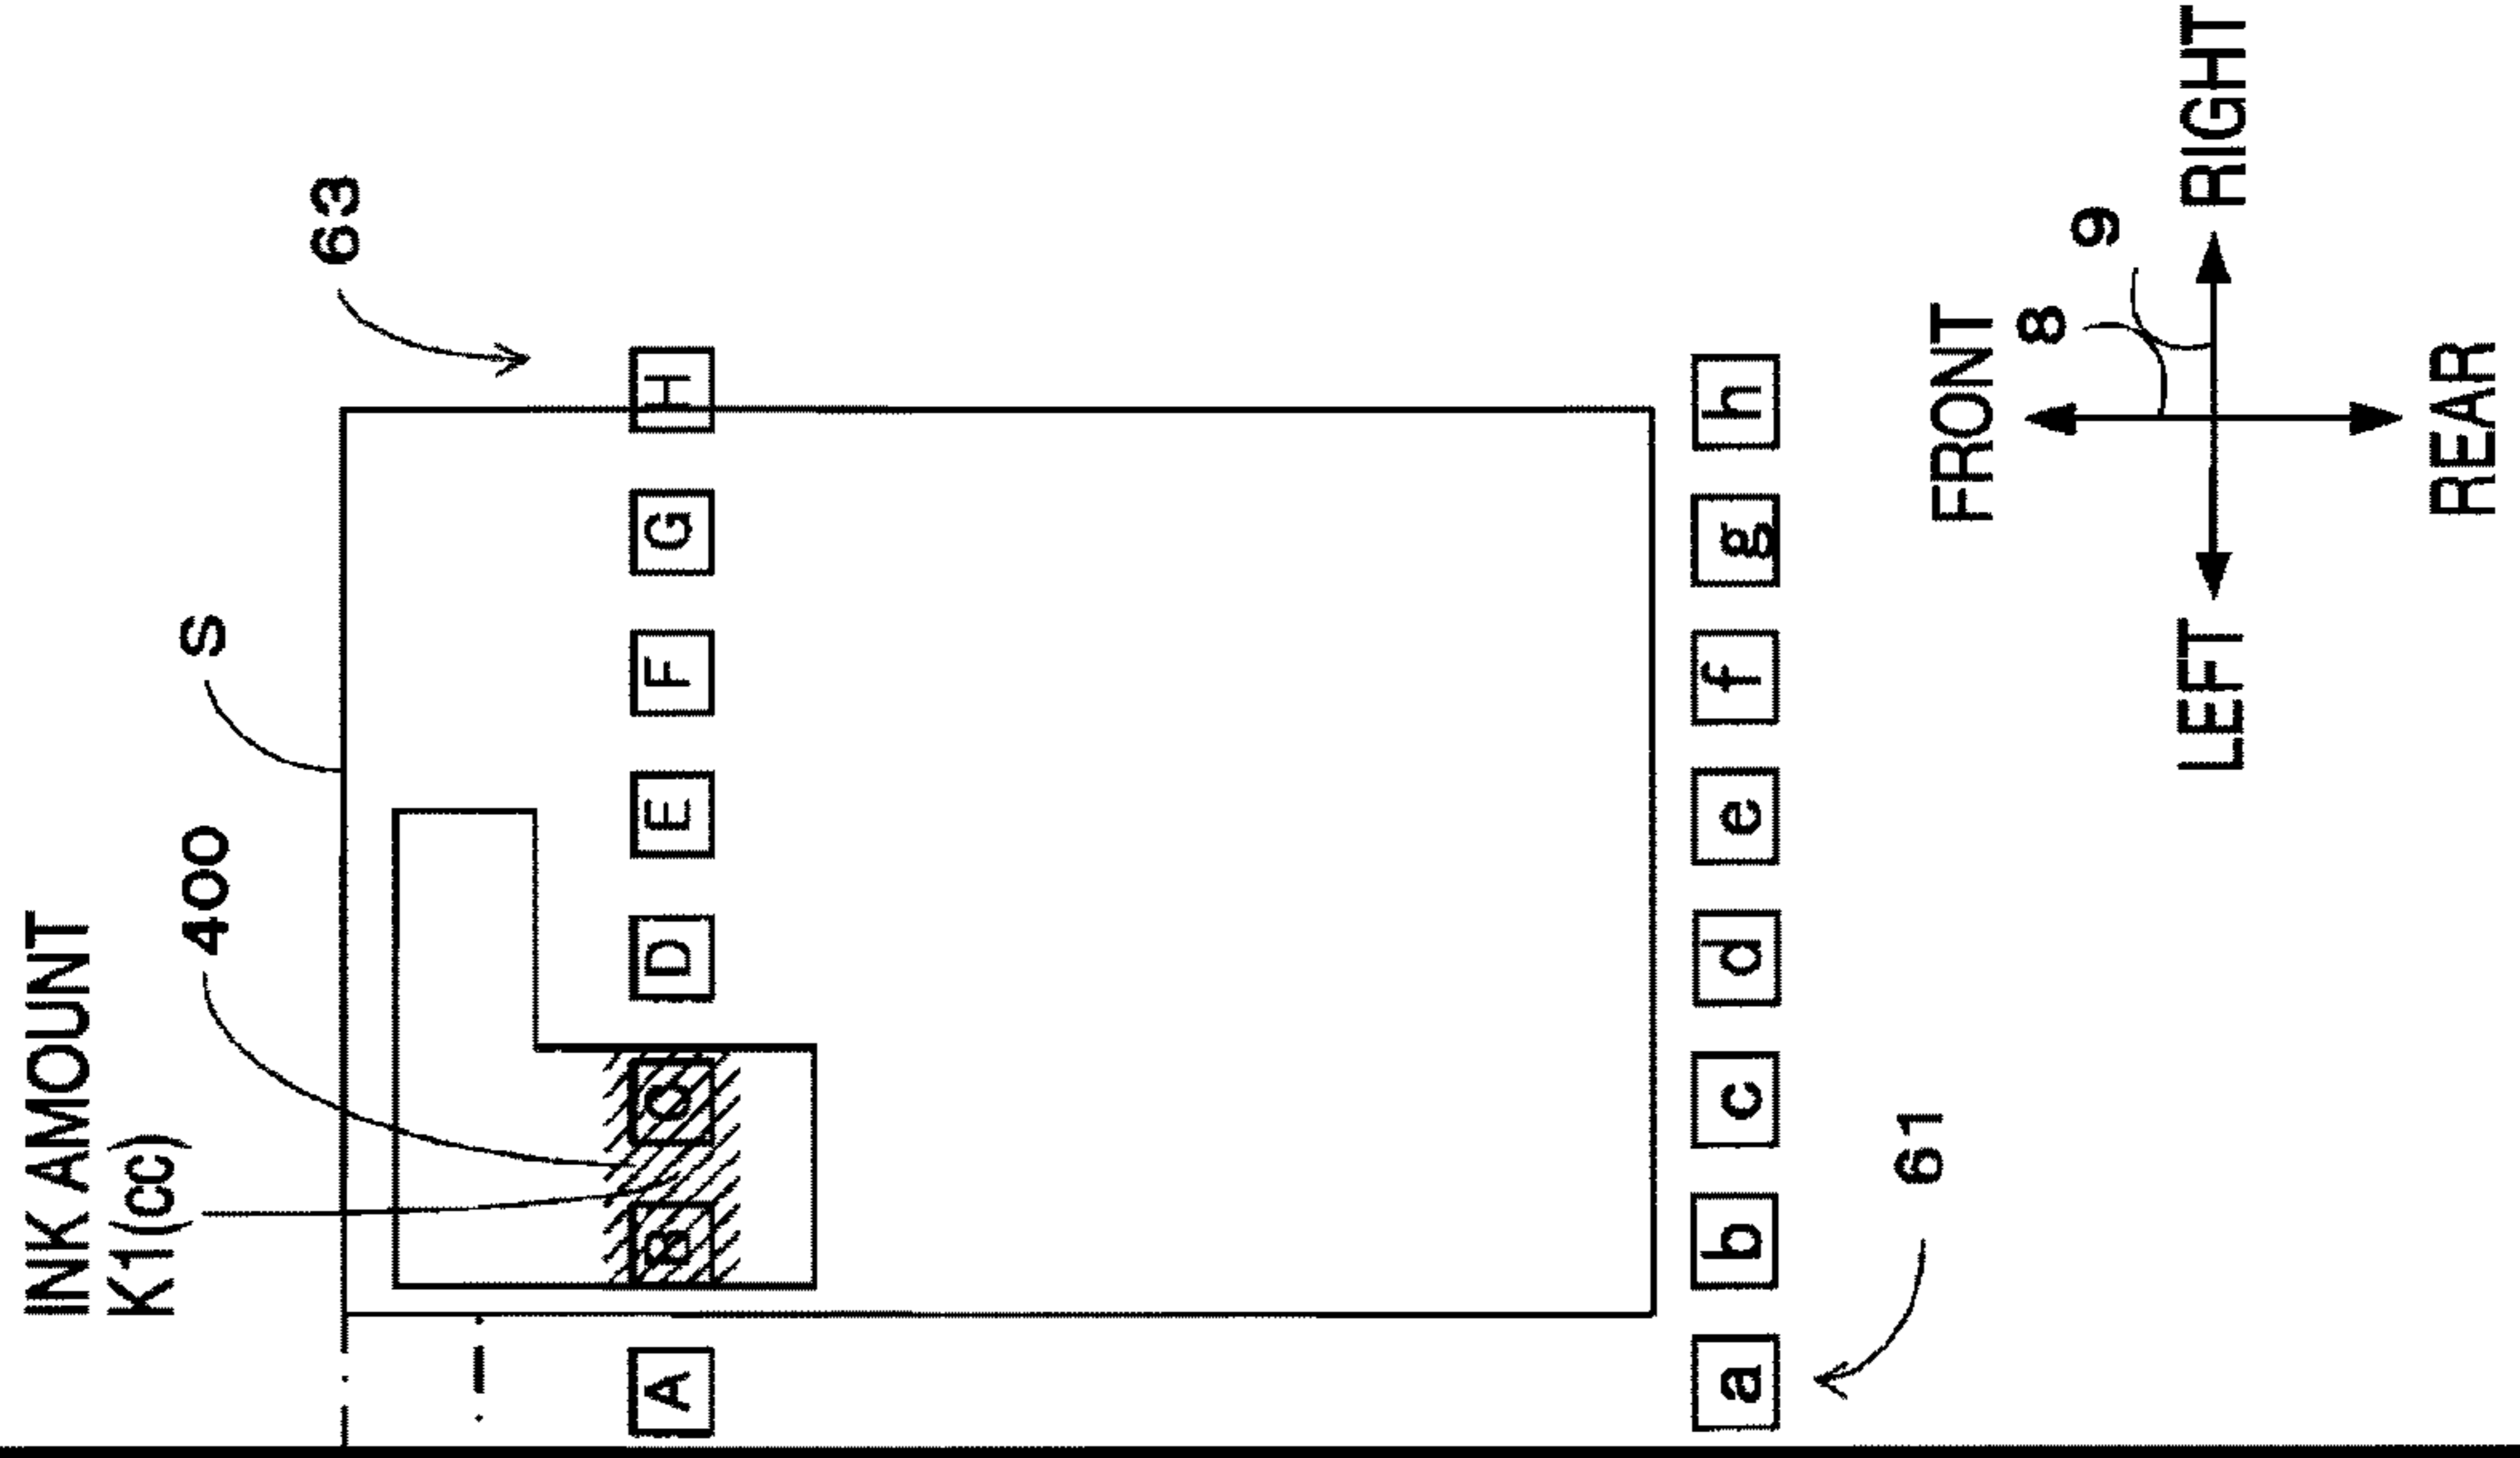 INK AMOUNT
K1(CC)
400
S
63
A
B
C
D
E
F
G
H
a
b
c
d
e
f
g
h
61
FRONT
8
9
LEFT
RIGHT
REAR